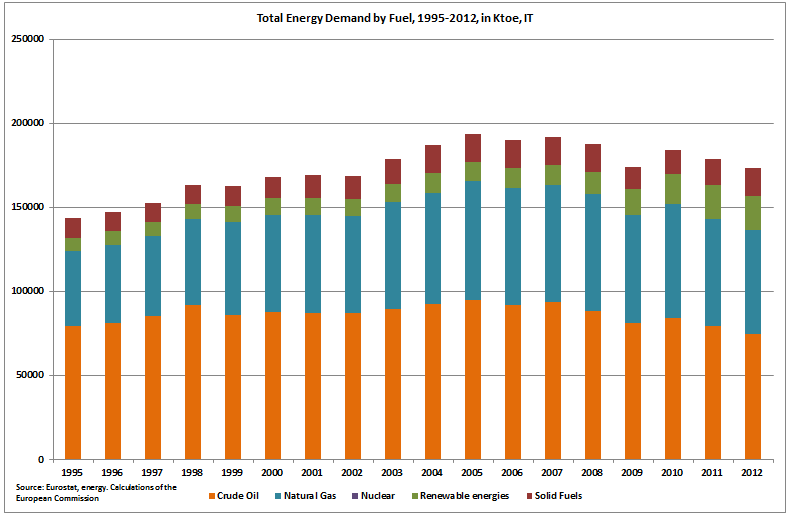 Total Energy Demand by Fuel, 1995-2012, in Ktoe, IT
250000
200000
150000
100000
50000
0
1995 1996 1997 1998 1999 2000 2001 2002 2003 2004 2005 2006 2007 2008 2009 2010 2011 2012
Source: Eurostat, energy. Calculations of the
European Commission
Crude Oil Natural Gas Nuclear Renewable energies Solid Fuels